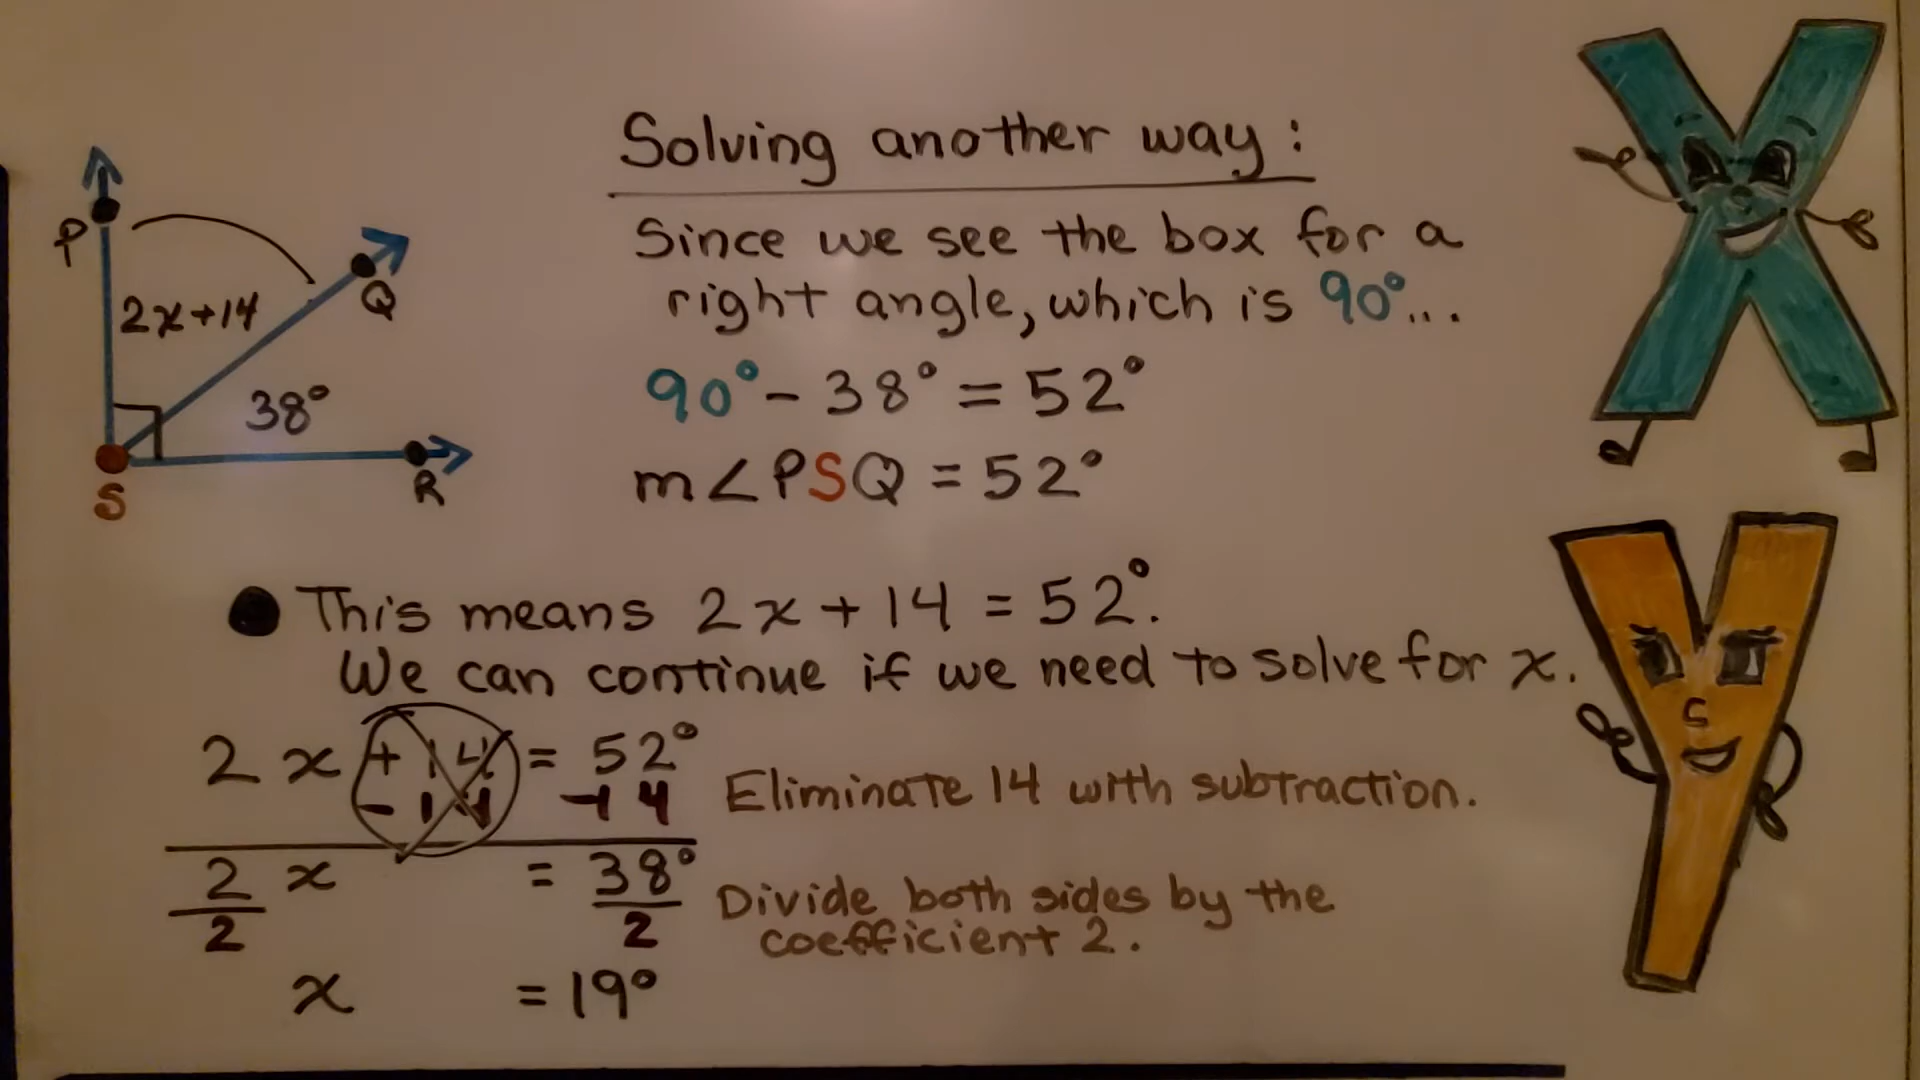 Solving another way:
Since we see the box for a
right angle, which is 90°...
90° - 38° = 52°
m∠PSQ = 52°
P
Q
2x+14
38°
S
R
This means 2x + 14 = 52°.
We can continue if we need to solve for x.
2x + 14 = 52°
- 14 -14
Eliminate 14 with subtraction.
2x = 38°
2 2
Divide both sides by the
coefficient 2.
x = 19°